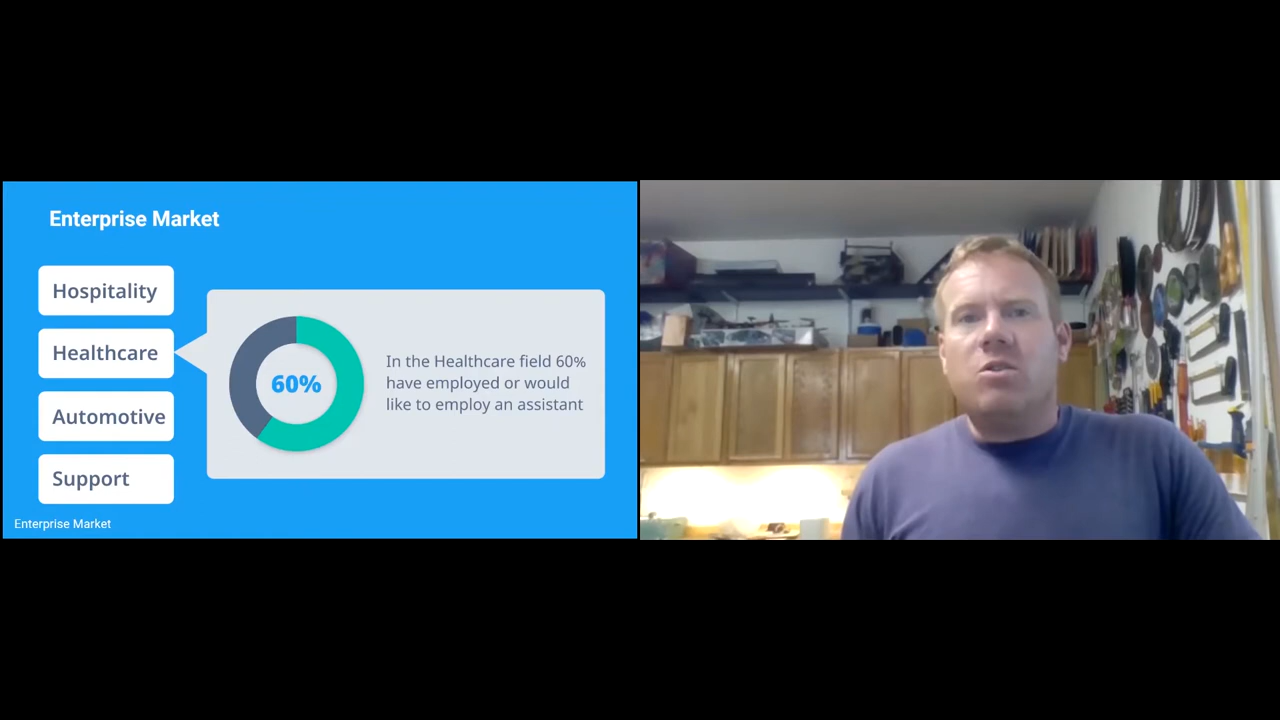 Enterprise Market
Hospitality
Healthcare
Automotive
Support
60%
In the Healthcare field 60%
have employed or would
like to employ an assistant
Enterprise Market